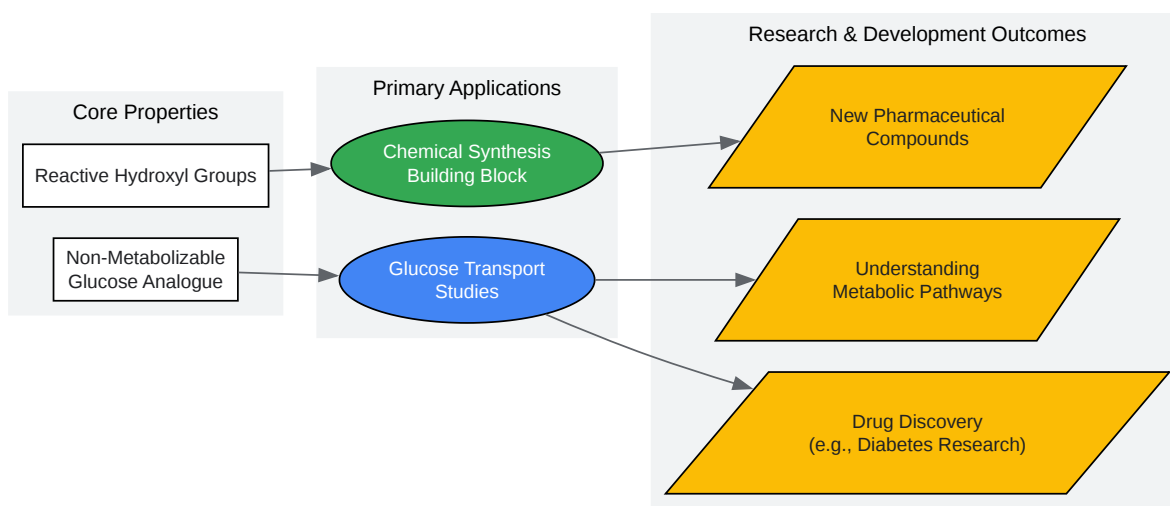 Core Properties
Reactive Hydroxyl Groups
Non-Metabolizable
Glucose Analogue
Primary Applications
Chemical Synthesis
Building Block
Glucose Transport
Studies
Research & Development Outcomes
New Pharmaceutical
Compounds
Understanding
Metabolic Pathways
Drug Discovery
(e.g., Diabetes Research)